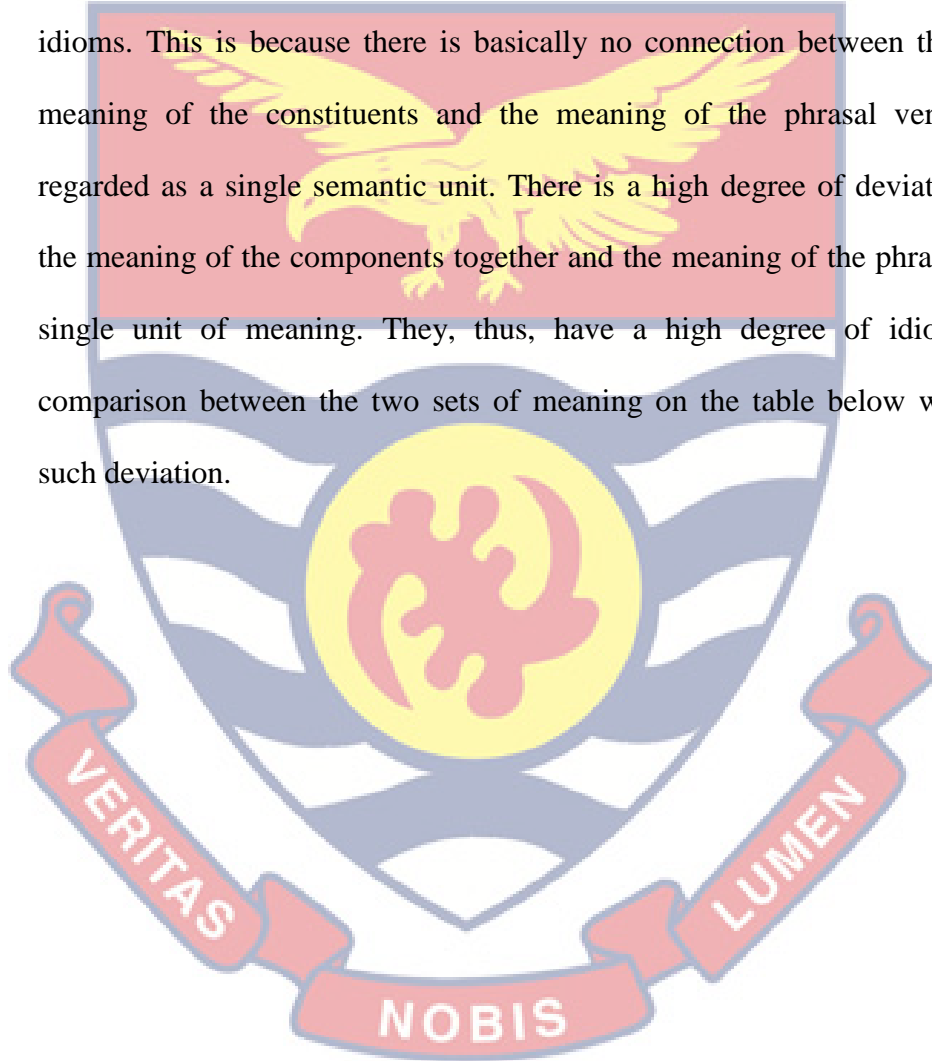 idioms. This is because there is basically no connection between th
meaning of the constituents and the meaning of the phrasal ver
regarded as a single semantic unit. There is a high degree of deviat
the meaning of the components together and the meaning of the phra
single unit of meaning. They, thus, have a high degree of idio
comparison between the two sets of meaning on the table below w
such deviation.
VERITAS
NOBIS
LUMEN